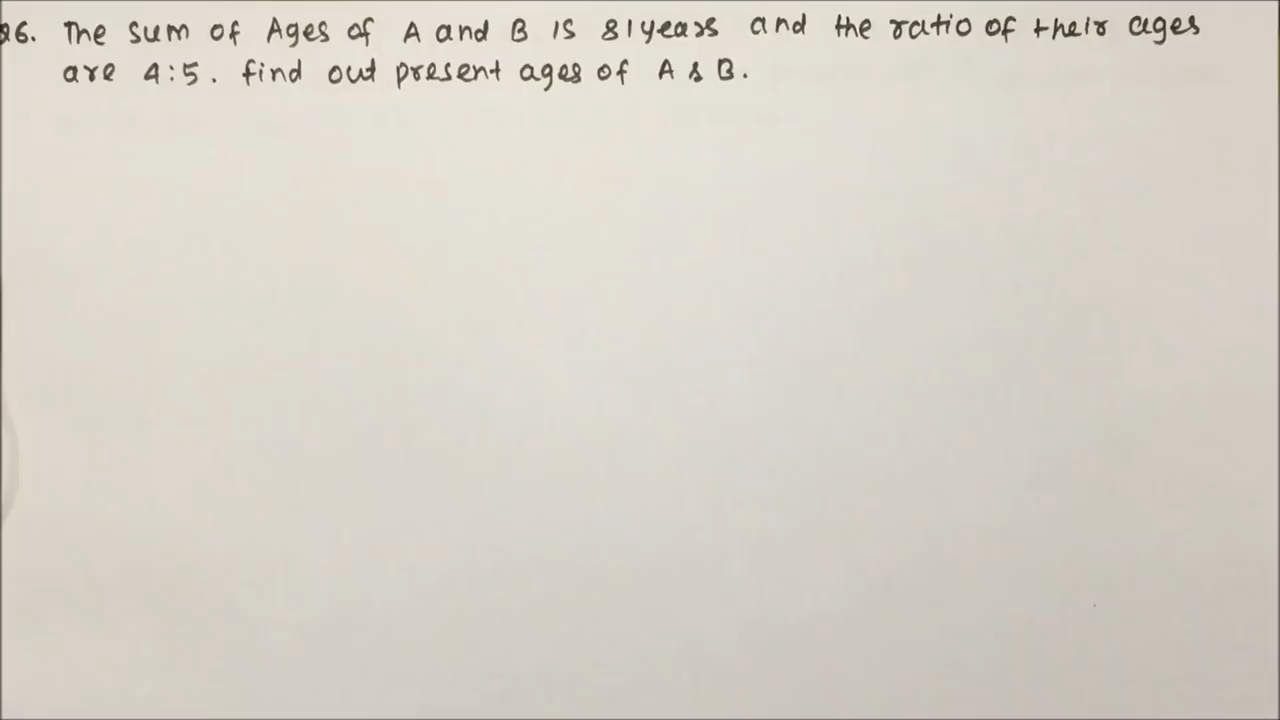 26. The sum of Ages of A and B is 81years and the ratio of their ages
are 4:5. find out present ages of A & B.